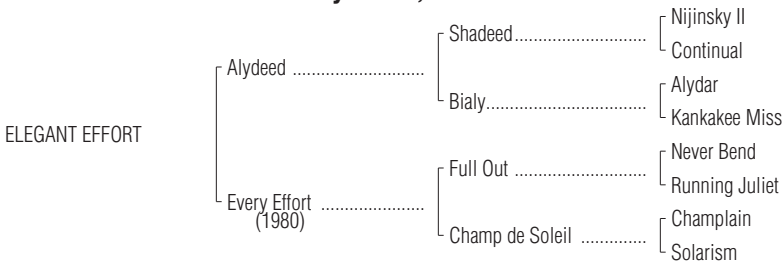 Nijinsky II
Shadeed
Continual
Alydeed
Alydar
Bialy
Kankakee Miss
ELEGANT EFFORT
Never Bend
Full Out
Running Juliet
Every Effort
(1980)
Champlain
Champ de Soleil
Solarism